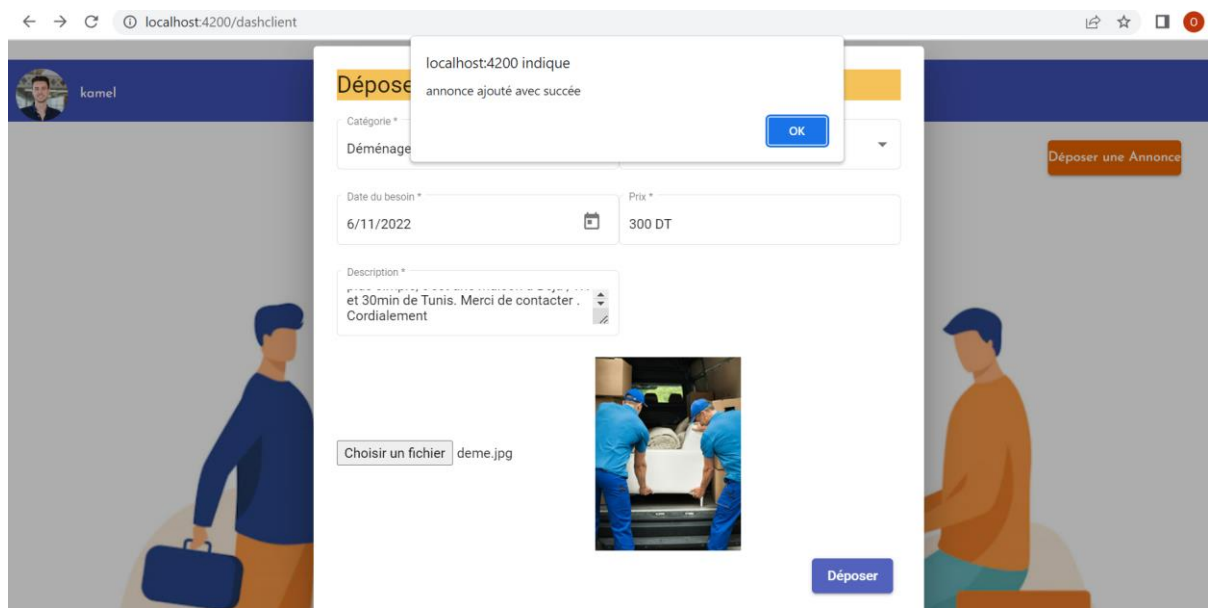 localhost:4200/dashclient
O
localhost:4200 indique
annonce ajouté avec succée
OK
kamel
Dépose
Catégorie *
Déménage
Déposer une Annonce
Date du besoin *
Prix *
6/11/2022
300 DT
Description *
et 30min de Tunis. Merci de contacter .
Cordialement
Choisir un fichier deme.jpg
Déposer